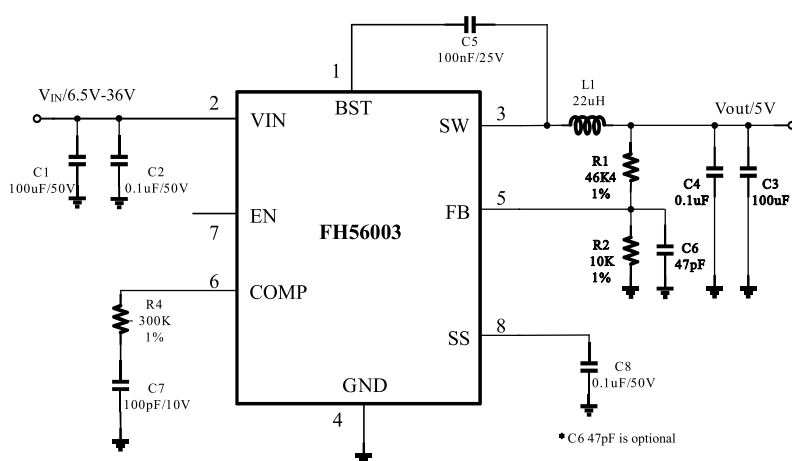 C5
100nF/25V
1
L1
22uH
VIN/6.5V-36V
2
BST
3
Vout/5V
VIN
SW
C1
100uF/50V
C2
0.1uF/50V
R1
46K4
1%
C4
0.1uF
C3
100uF
5
EN
FB
7
FH56003
R2
10K
1%
C6
47pF
6
COMP
R4
300K
1%
8
SS
C8
0.1uF/50V
C7
100pF/10V
GND
4
* C6 47pF is optional